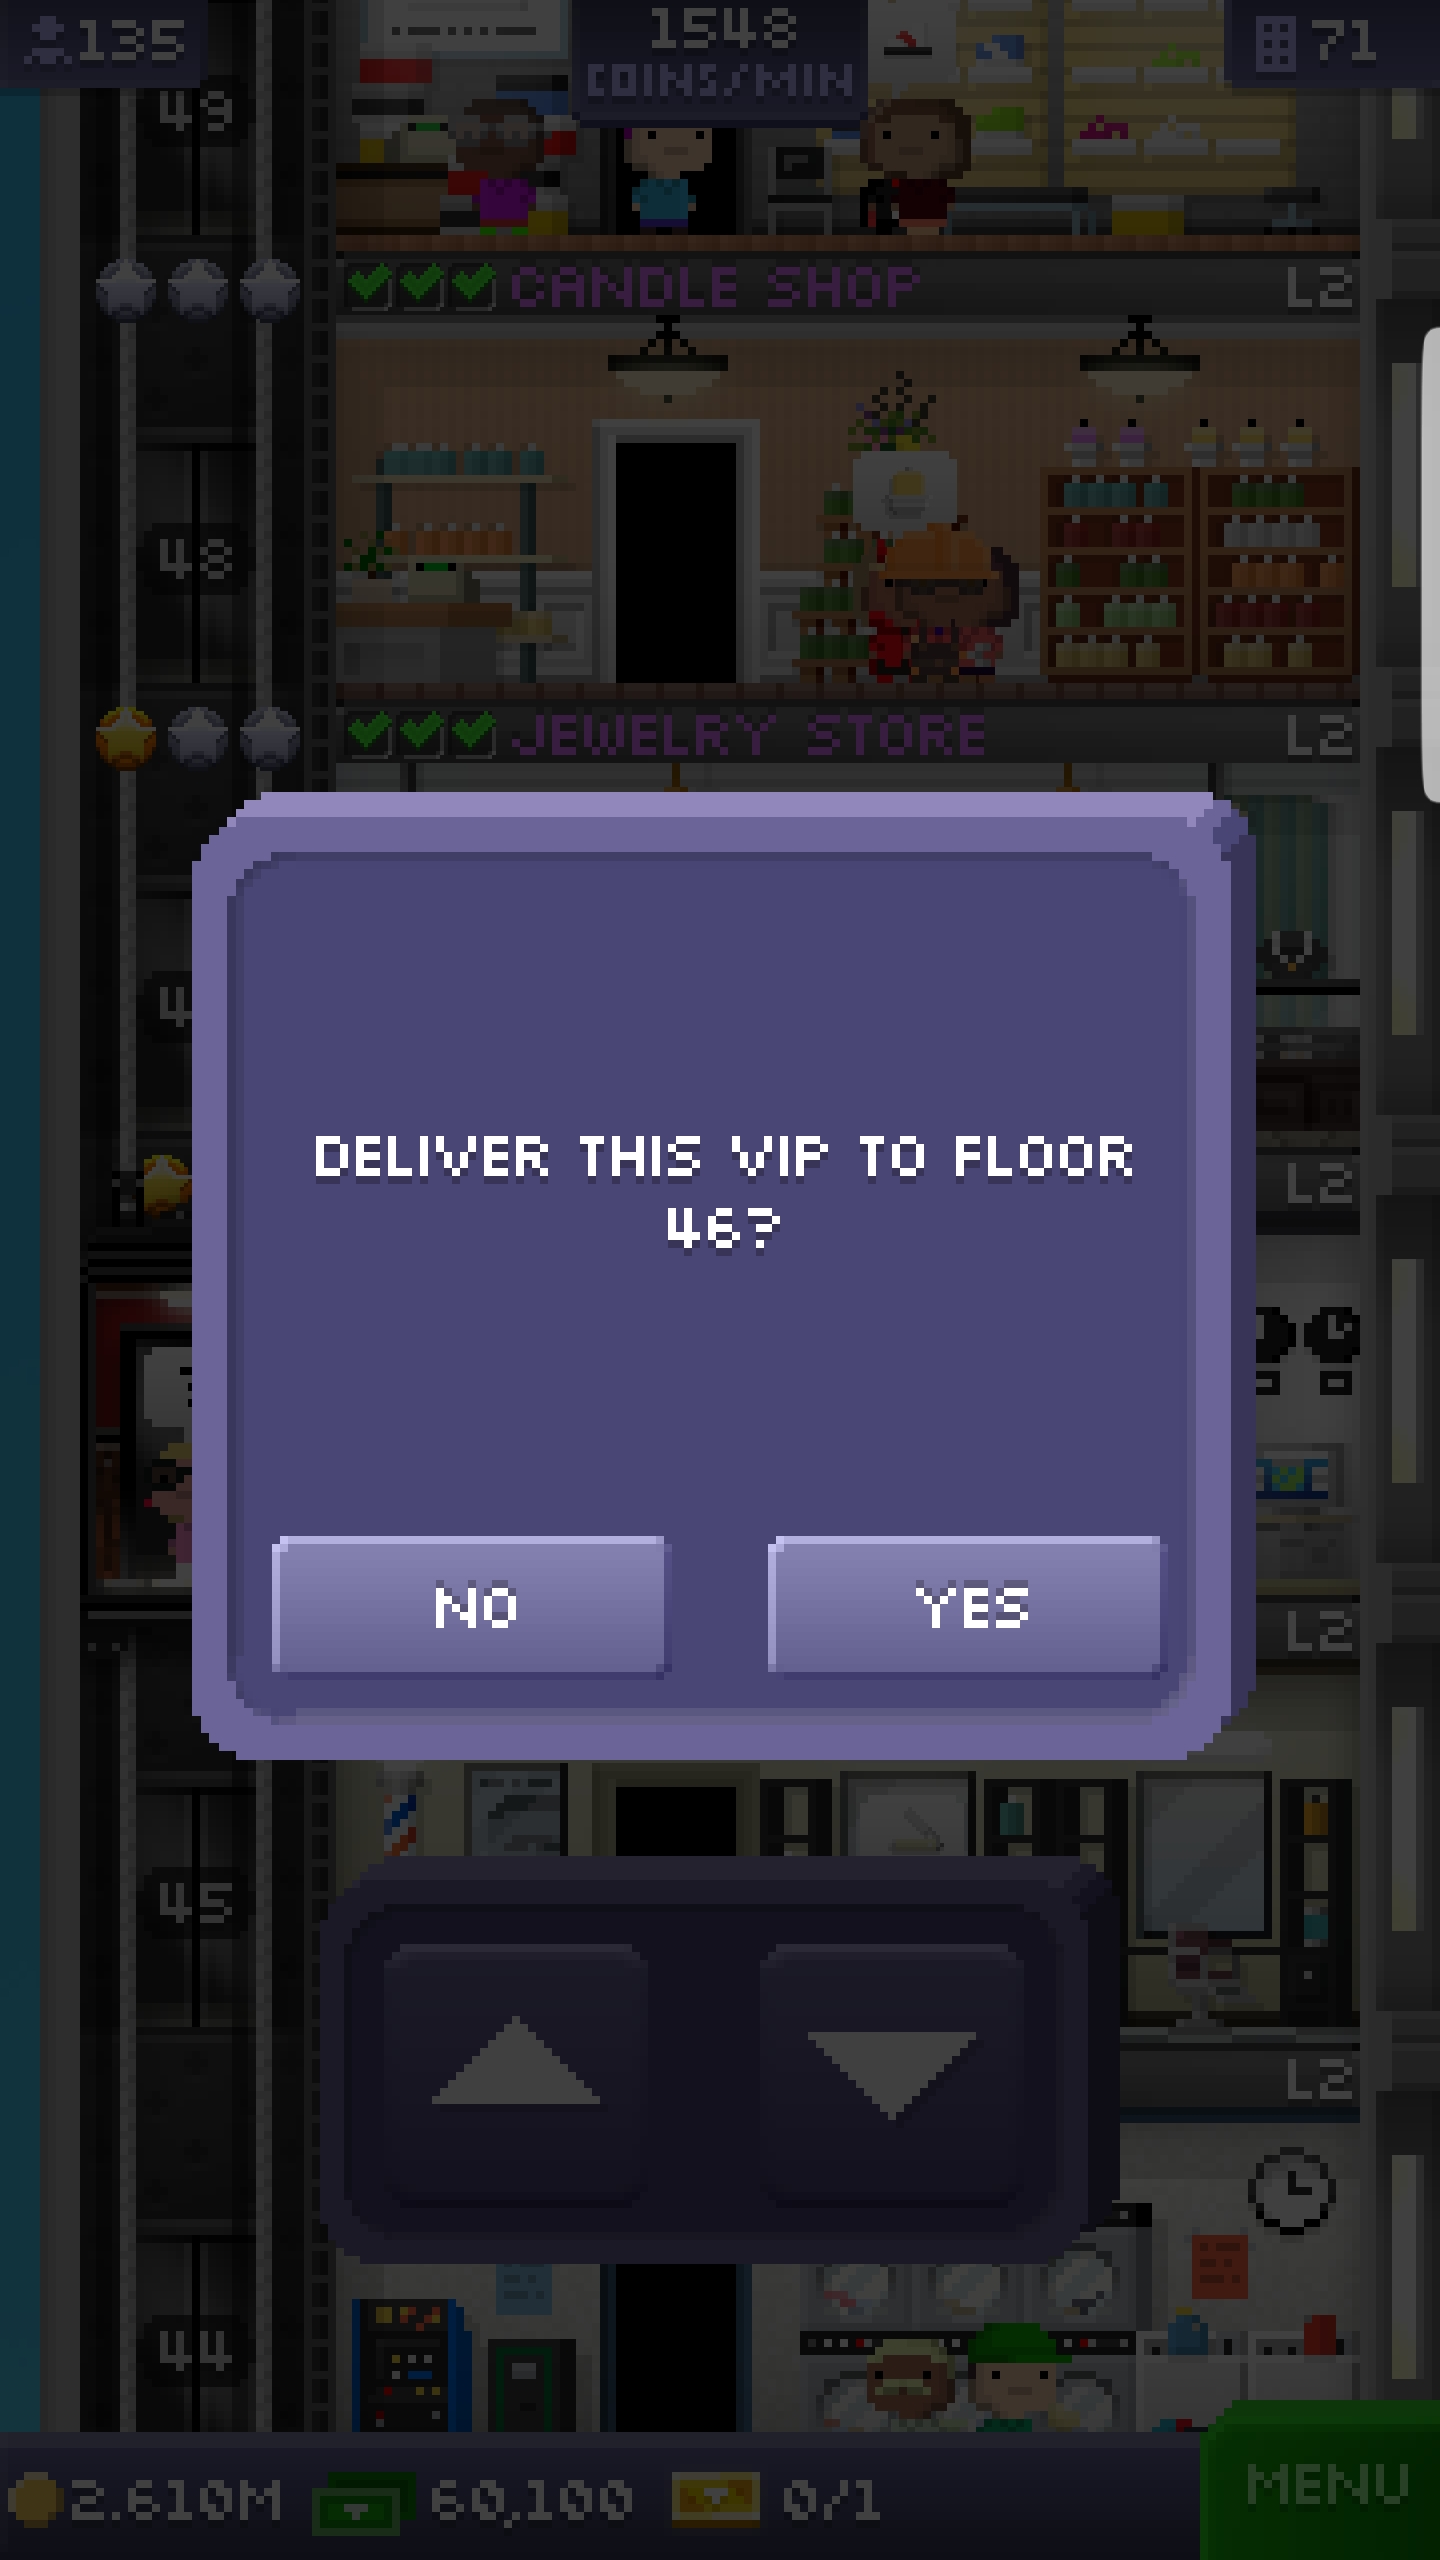 135
1548
COINS/MIN
71
49
CANDLE SHOP L2
48
JEWELRY STORE L2
L2
DELIVER THIS VIP TO FLOOR
46?
NO YES
L2
45
L2
44
2.610M 60,100 0/1 MENU